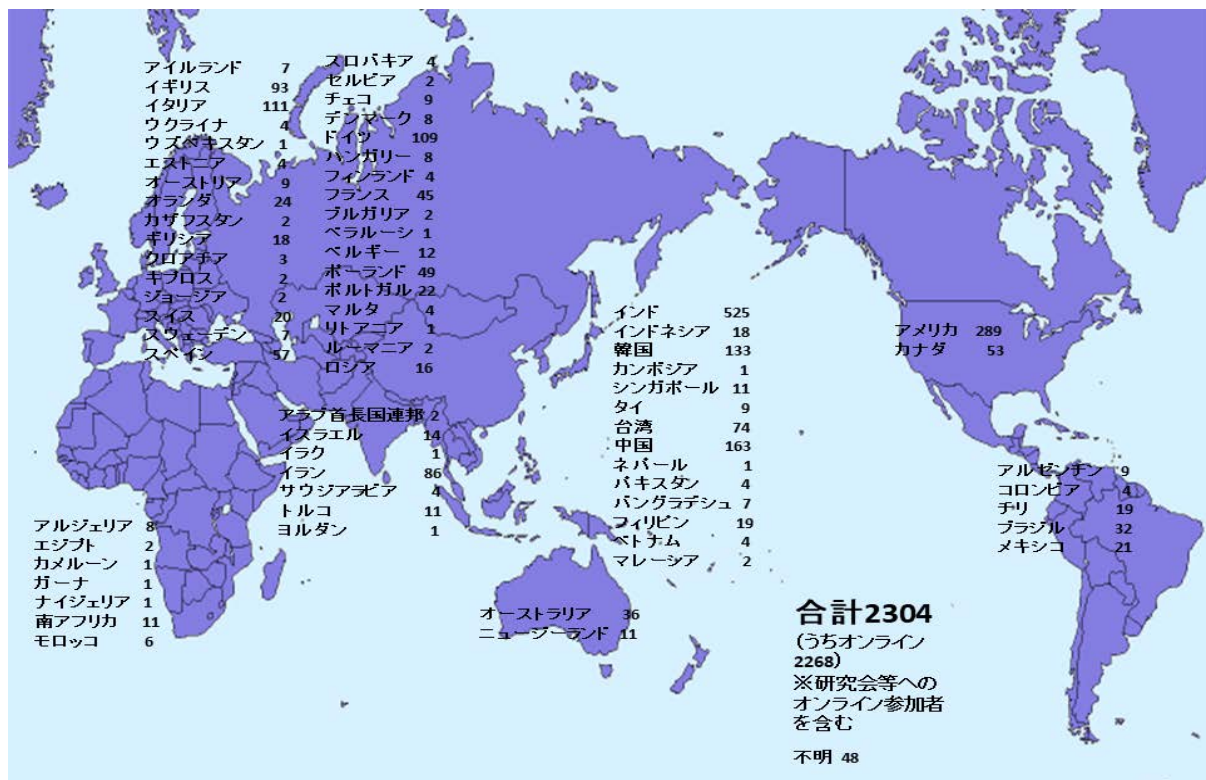 アイルランド 7
イギリス 93
イタリア 111
ウクライナ 4
ウズベキスタン 1
エストニア 4
オーストリア 9
オランダ 24
カザフスタン 2
ギリシア 18
クロアチア 3
キプロス 2
ジョージア 2
スイス 20
スウェーデン 7
スペイン 57
スロバキア 4
セルビア 2
チェコ 9
デンマーク 8
ドイツ 109
ハンガリー 8
フィンランド 4
フランス 45
ブルガリア 2
ベラルーシ 1
ベルギー 12
ポーランド 49
ポルトガル 22
マルタ 4
リトアニア 1
ルーマニア 2
ロシア 16
アラブ首長国連邦 2
イスラエル 14
イラク 1
イラン 86
サウジアラビア 4
トルコ 11
ヨルダン 1
アルジェリア 8
エジプト 2
カメルーン 1
ガーナ 1
ナイジェリア 1
南アフリカ 11
モロッコ 6
インド 525
インドネシア 18
韓国 133
カンボジア 1
シンガポール 11
タイ 9
台湾 74
中国 163
ネパール 1
パキスタン 4
バングラデシュ 7
フィリピン 19
ベトナム 4
マレーシア 2
オーストラリア 36
ニュージーランド 11
アメリカ 289
カナダ 53
アルゼンチン 9
コロンビア 4
チリ 19
ブラジル 32
メキシコ 21
合計2304
(うちオンライン
2268)
※研究会等への
オンライン参加者
を含む
不明 48